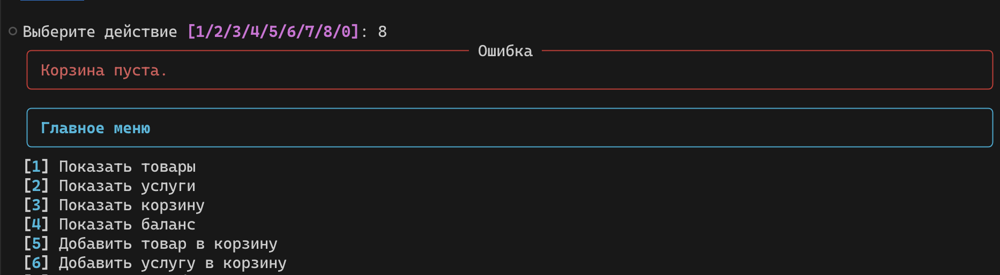 Выберите действие [1/2/3/4/5/6/7/8/0]: 8
Ошибка
Корзина пуста.
Главное меню
[1] Показать товары
[2] Показать услуги
[3] Показать корзину
[4] Показать баланс
[5] Добавить товар в корзину
[6] Добавить услугу в корзину